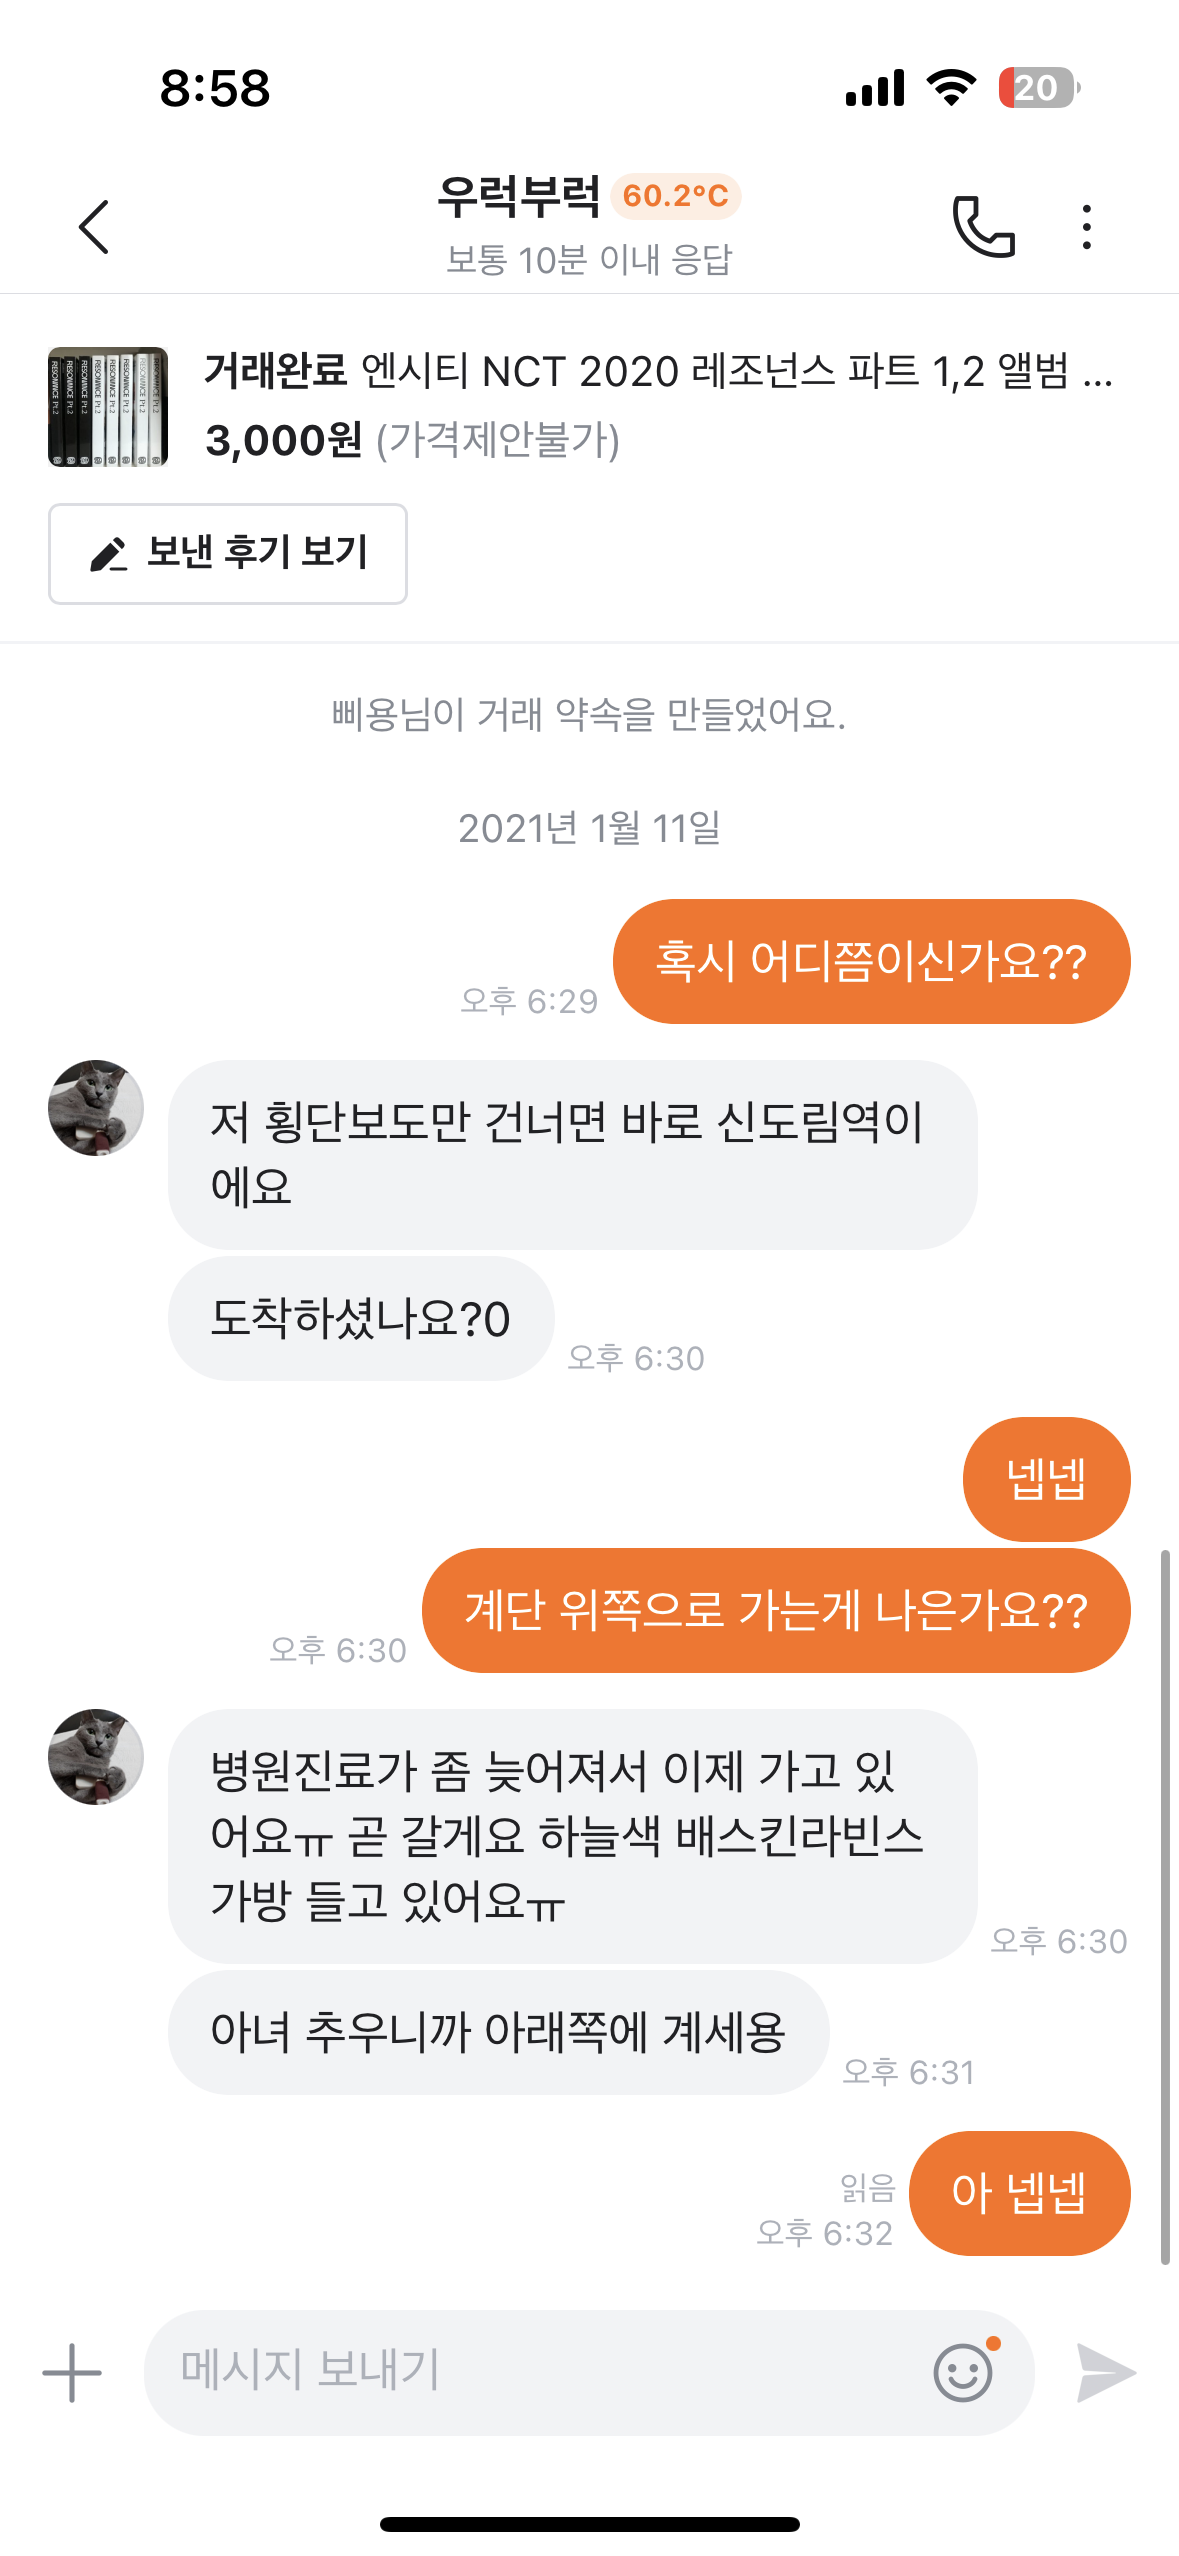 8:58
20
우럭부럭 60.2°C
보통 10분 이내 응답
거래완료 엔시티 NCT 2020 레조넌스 파트 1,2 앨범 ...
3,000원 (가격제안불가)
보낸 후기 보기
삐용님이 거래 약속을 만들었어요.
2021년 1월 11일
혹시 어디쯤이신가요??
오후 6:29
저 횡단보도만 건너면 바로 신도림역이
에요
도착하셨나요?0
오후 6:30
넵넵
계단 위쪽으로 가는게 나은가요??
오후 6:30
병원진료가 좀 늦어져서 이제 가고 있
어요ㅠ 곧 갈게요 하늘색 배스킨라빈스
가방 들고 있어요ㅠ
오후 6:30
아녀 추우니까 아래쪽에 계세용
오후 6:31
아 넵넵
읽음
오후 6:32
메시지 보내기